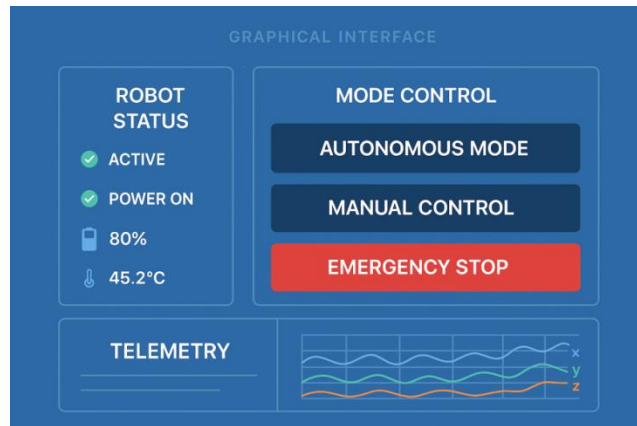 GRAPHICAL INTERFACE
ROBOT
STATUS
ACTIVE
POWER ON
80%
45.2°C
MODE CONTROL
AUTONOMOUS MODE
MANUAL CONTROL
EMERGENCY STOP
TELEMETRY
x
y
z